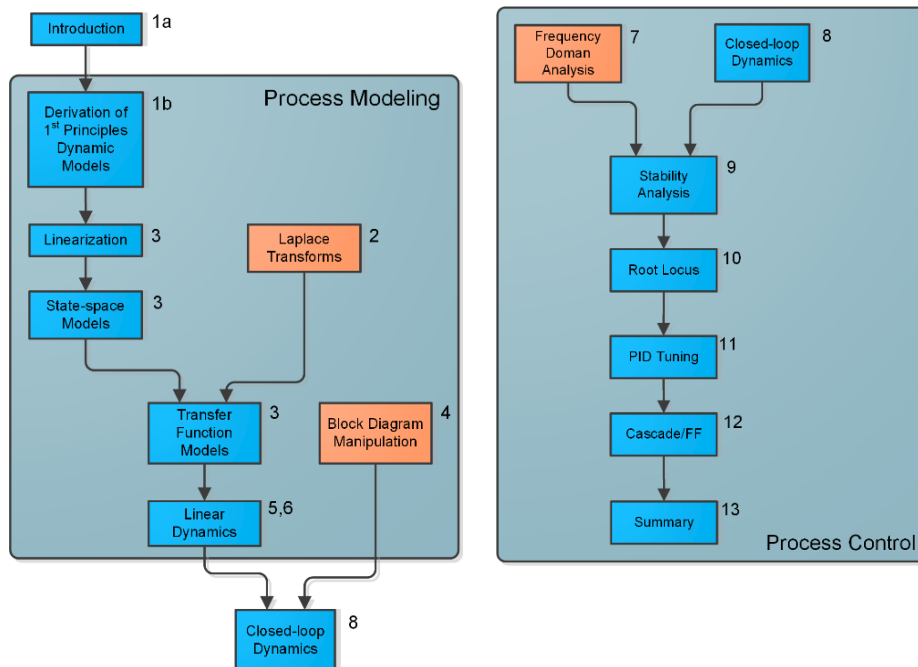 Introduction
1a
Process Modeling
Derivation of
1st Principles
Dynamic
Models
1b
Linearization
3
Laplace
Transforms
2
State-space
Models
3
Transfer
Function
Models
3
Block Diagram
Manipulation
4
Linear
Dynamics
5,6
Closed-loop
Dynamics
8
Frequency
Doman
Analysis
7
Closed-loop
Dynamics
8
Stability
Analysis
9
Root Locus
10
PID Tuning
11
Cascade/FF
12
Summary
13
Process Control